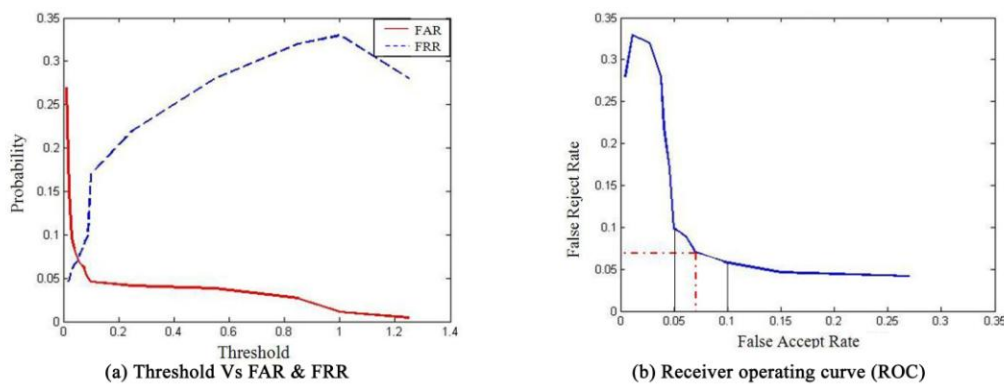 0.35
0.3
0.25
0.2
0.15
0.1
0.05
0
Probability
FAR
FRR
0 0.2 0.4 0.6 0.8 1 1.2 1.4
Threshold
(a) Threshold Vs FAR & FRR
0.35
0.3
0.25
0.2
0.15
0.1
0.05
0
False Reject Rate
0 0.05 0.1 0.15 0.2 0.25 0.3 0.35
False Accept Rate
(b) Receiver operating curve (ROC)